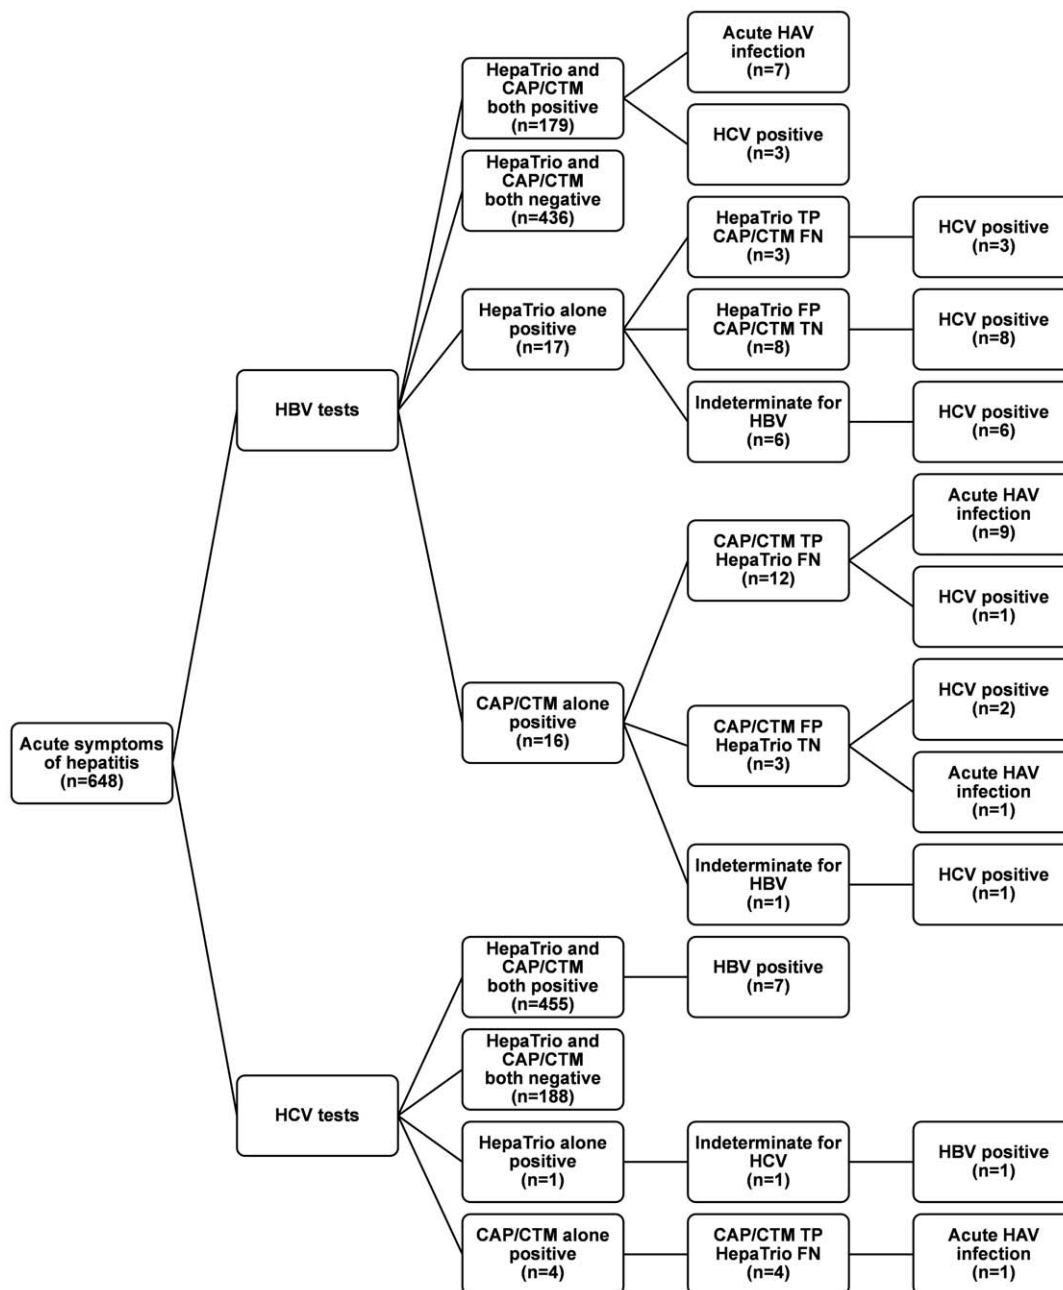 Acute symptoms
of hepatitis
(n=648)
HBV tests
HepaTrio and
CAP/CTM
both positive
(n=179)
Acute HAV
infection
(n=7)
HCV positive
(n=3)
HepaTrio and
CAP/CTM
both negative
(n=436)
HepaTrio alone
positive
(n=17)
HepaTrio TP
CAP/CTM FN
(n=3)
HCV positive
(n=3)
HepaTrio FP
CAP/CTM TN
(n=8)
HCV positive
(n=8)
Indeterminate for
HBV
(n=6)
HCV positive
(n=6)
CAP/CTM alone
positive
(n=16)
CAP/CTM TP
HepaTrio FN
(n=12)
Acute HAV
infection
(n=9)
HCV positive
(n=1)
CAP/CTM FP
HepaTrio TN
(n=3)
HCV positive
(n=2)
Acute HAV
infection
(n=1)
Indeterminate for
HBV
(n=1)
HCV positive
(n=1)
HCV tests
HepaTrio and
CAP/CTM
both positive
(n=455)
HBV positive
(n=7)
HepaTrio and
CAP/CTM
both negative
(n=188)
HepaTrio alone
positive
(n=1)
Indeterminate for
HCV
(n=1)
HBV positive
(n=1)
CAP/CTM alone
positive
(n=4)
CAP/CTM TP
HepaTrio FN
(n=4)
Acute HAV
infection
(n=1)